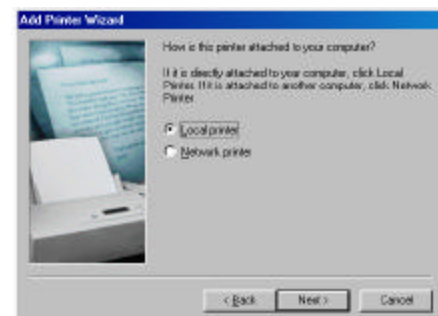 Add Printer Wizard
How is this printer attached to your computer?
If it is directly attached to your computer, click Local
Printer. If it is attached to another computer, click Network
Printer.
Local printer
Network printer
< Back
Next >
Cancel